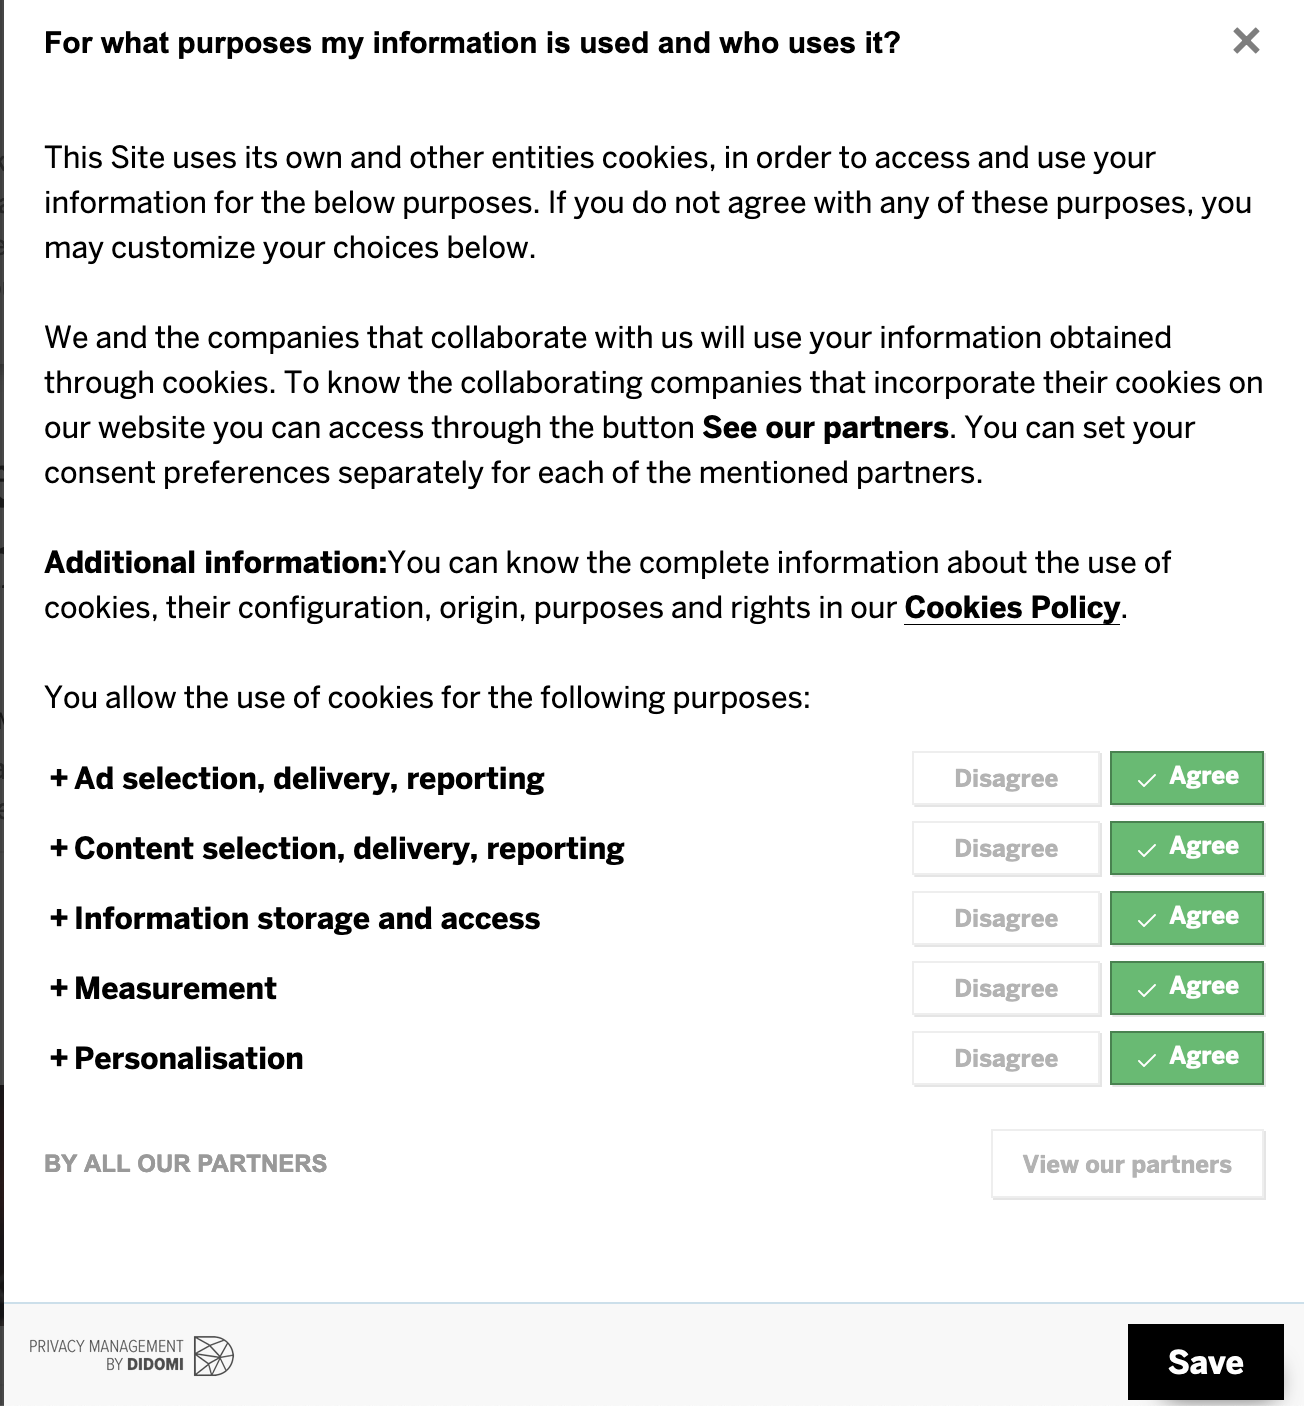 For what purposes my information is used and who uses it?
This Site uses its own and other entities cookies, in order to access and use your
information for the below purposes. If you do not agree with any of these purposes, you
may customize your choices below.
We and the companies that collaborate with us will use your information obtained
through cookies. To know the collaborating companies that incorporate their cookies on
our website you can access through the button See our partners. You can set your
consent preferences separately for each of the mentioned partners.
Additional information:You can know the complete information about the use of
cookies, their configuration, origin, purposes and rights in our Cookies Policy.
You allow the use of cookies for the following purposes:
+ Ad selection, delivery, reporting Disagree ✓ Agree
+ Content selection, delivery, reporting Disagree ✓ Agree
+ Information storage and access Disagree ✓ Agree
+ Measurement Disagree ✓ Agree
+ Personalisation Disagree ✓ Agree
BY ALL OUR PARTNERS View our partners
PRIVACY MANAGEMENT
BY DIDOMI
Save